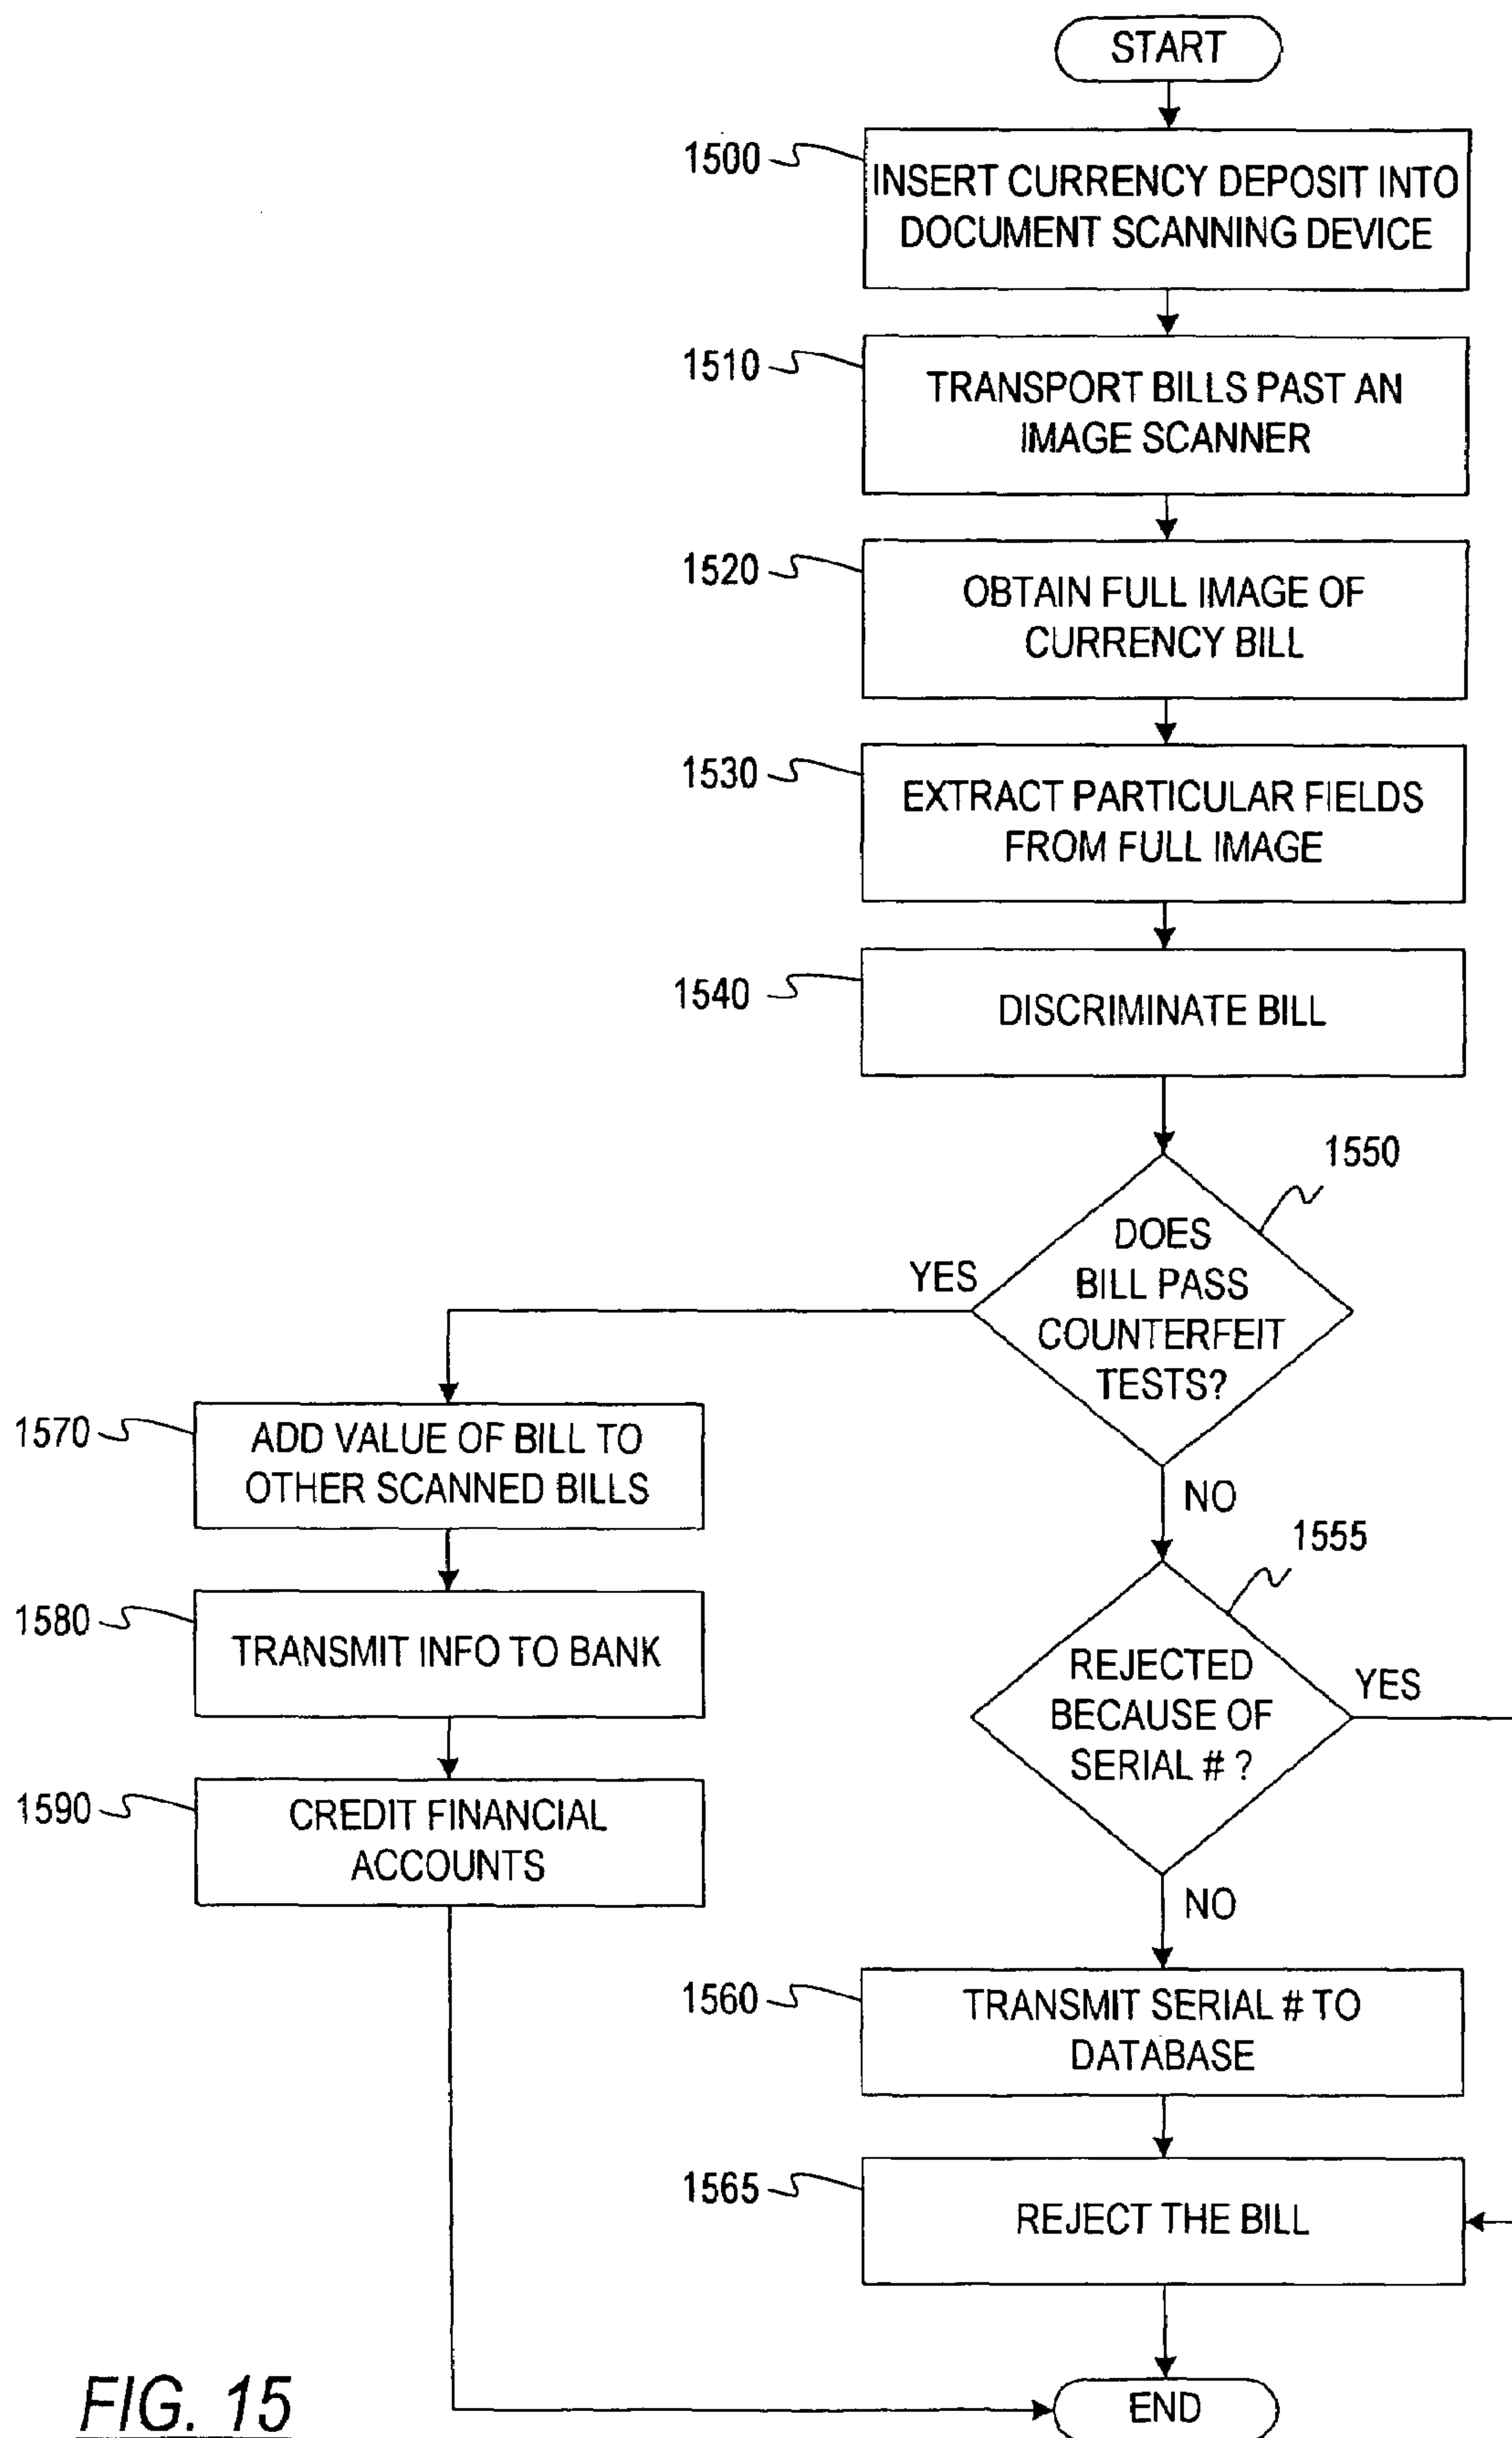 START
1500
INSERT CURRENCY DEPOSIT INTO
DOCUMENT SCANNING DEVICE
1510
TRANSPORT BILLS PAST AN
IMAGE SCANNER
1520
OBTAIN FULL IMAGE OF
CURRENCY BILL
1530
EXTRACT PARTICULAR FIELDS
FROM FULL IMAGE
1540
DISCRIMINATE BILL
1550
DOES
BILL PASS
COUNTERFEIT
TESTS?
YES
NO
1570
ADD VALUE OF BILL TO
OTHER SCANNED BILLS
1580
TRANSMIT INFO TO BANK
1590
CREDIT FINANCIAL
ACCOUNTS
1555
REJECTED
BECAUSE OF
SERIAL # ?
YES
NO
1560
TRANSMIT SERIAL # TO
DATABASE
1565
REJECT THE BILL
END
FIG. 15